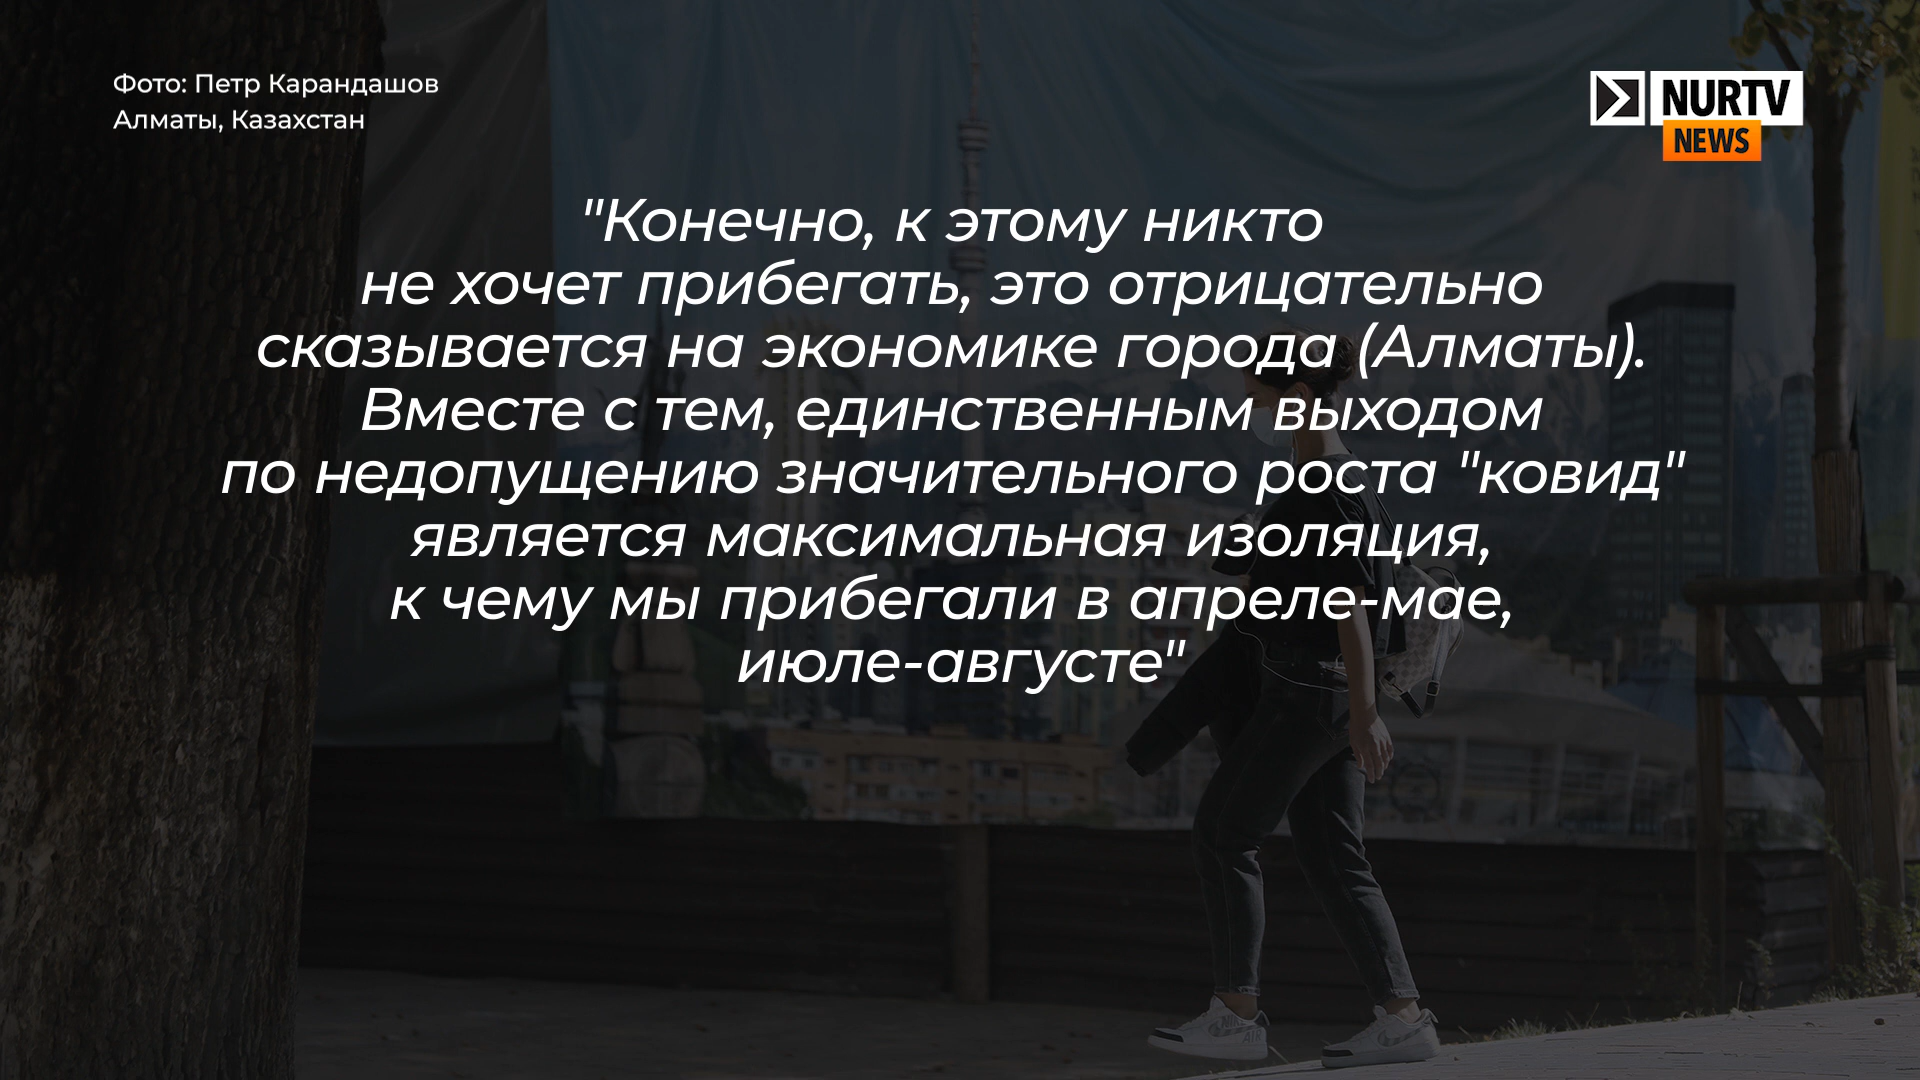 Фото: Петр Карандашов
Алматы, Казахстан
NURTV
NEWS
"Конечно, к этому никто
не хочет прибегать, это отрицательно
сказывается на экономике города (Алматы).
Вместе с тем, единственным выходом
по недопущению значительного роста "ковид"
является максимальная изоляция,
к чему мы прибегали в апреле-мае,
июле-августе"